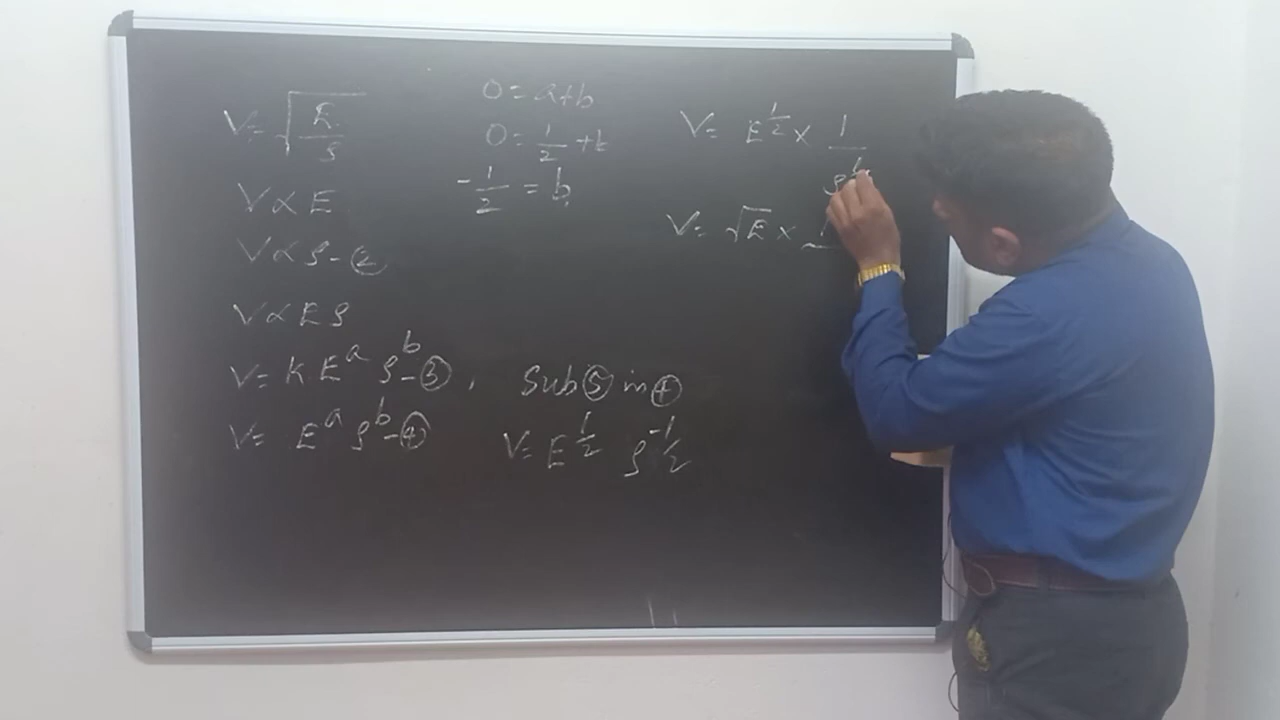 V = √E/ρ
V ∝ E
V ∝ ρ - ②
V ∝ E ρ
V = K E^a ρ^b - ③,
V = E^a ρ^b - ④
0 = a+b
0 = 1/2 + b
-1/2 = b,
Sub ⑤ in ④
V = E^1/2 ρ^-1/2
V = E^1/2 × 1/ρ
V = √E × 1